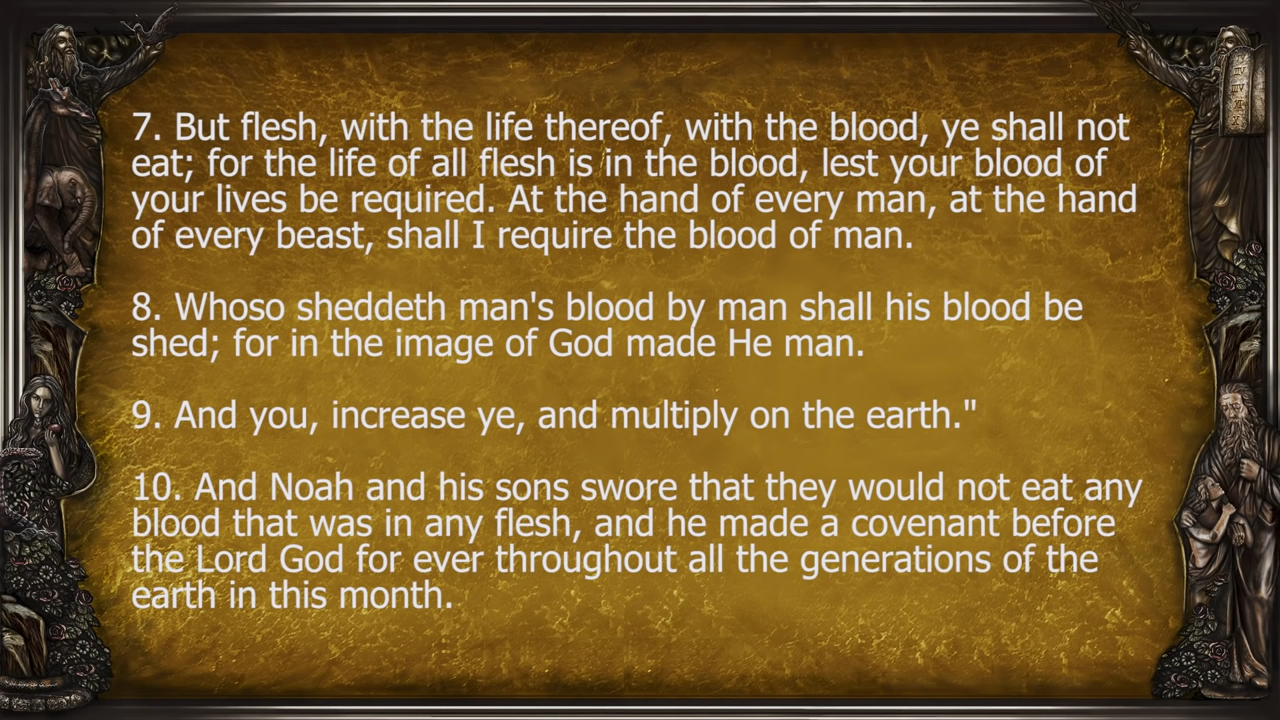 7. But flesh, with the life thereof, with the blood, ye shall not
eat; for the life of all flesh is in the blood, lest your blood of
your lives be required. At the hand of every man, at the hand
of every beast, shall I require the blood of man.
8. Whoso sheddeth man's blood by man shall his blood be
shed; for in the image of God made He man.
9. And you, increase ye, and multiply on the earth."
10. And Noah and his sons swore that they would not eat any
blood that was in any flesh, and he made a covenant before
the Lord God for ever throughout all the generations of the
earth in this month.